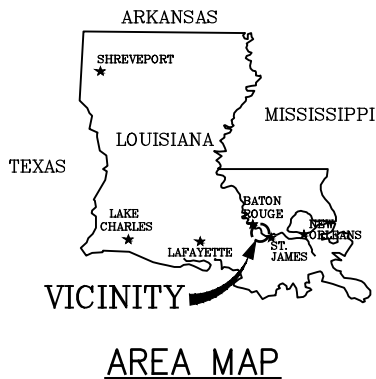 ARKANSAS
SHREVEPORT
MISSISSIPPI
LOUISIANA
TEXAS
BATON
ROUGE
LAKE
CHARLES
NEW
ORLEANS
LAFAYETTE
ST.
JAMES
VICINITY
AREA MAP